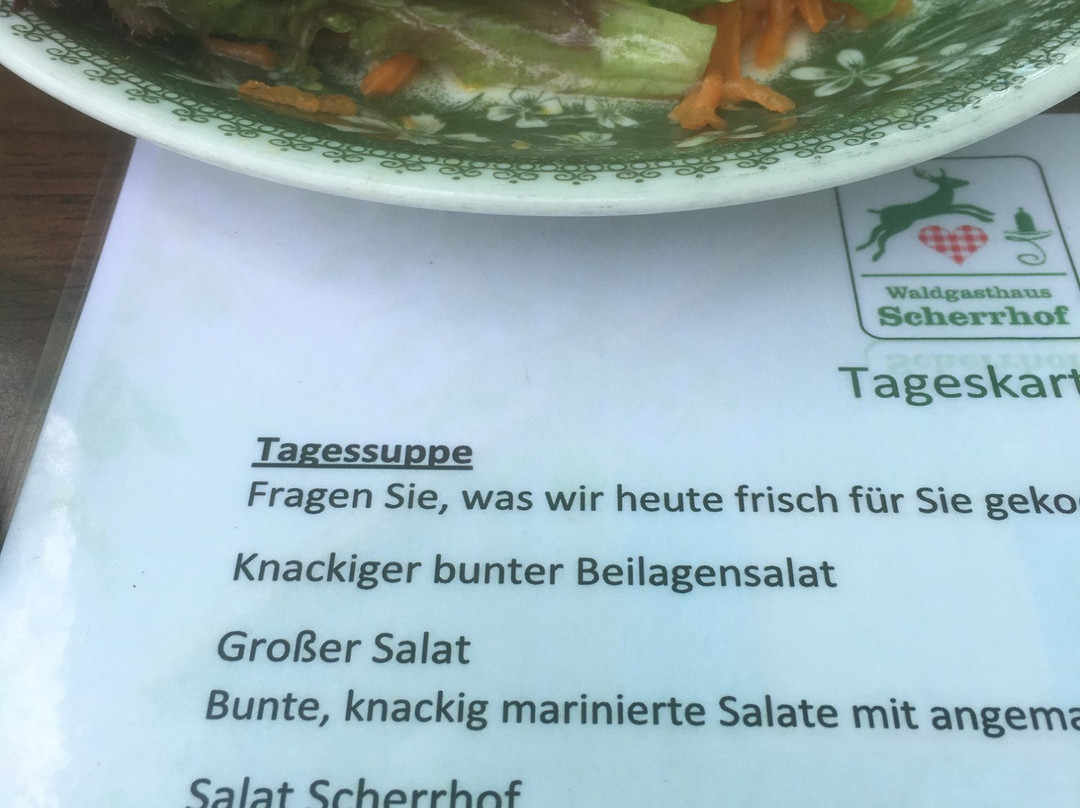 Waldgasthaus
Scherrhof
Tageskart
Tagessuppe
Fragen Sie, was wir heute frisch für Sie geko
Knackiger bunter Beilagensalat
Großer Salat
Bunte, knackig marinierte Salate mit angema
Salat Scherrhof